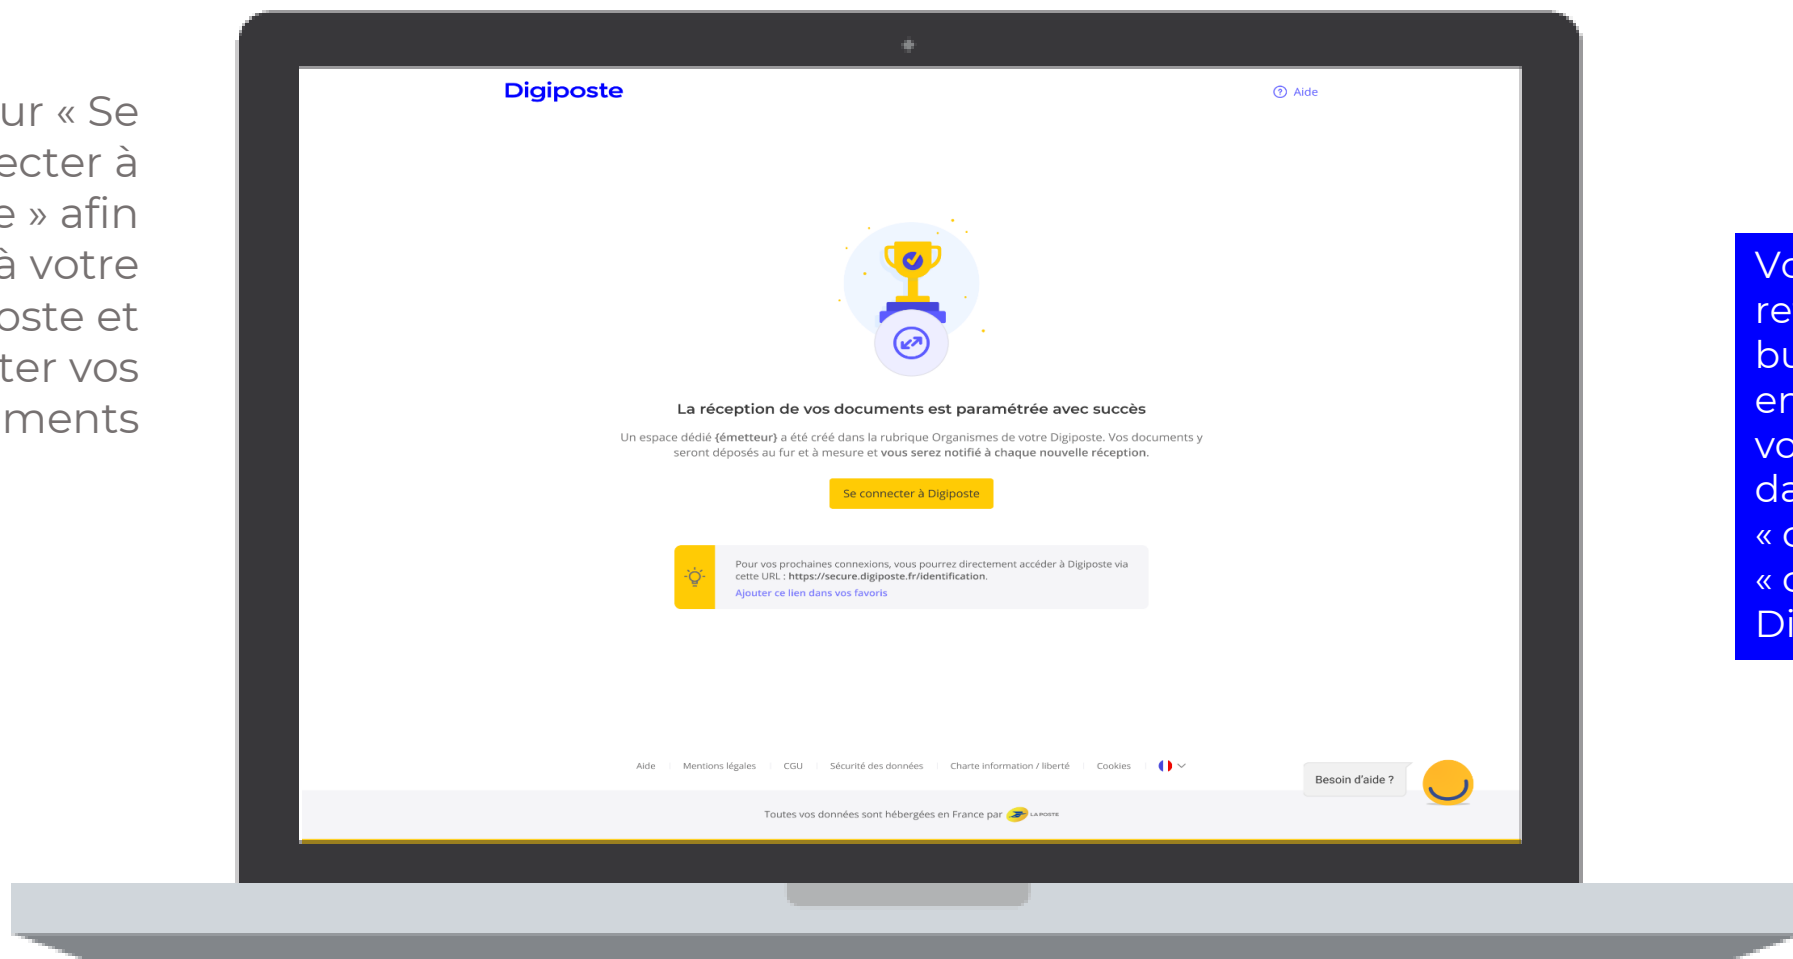 ur « Se
ecter à
e » afin
à votre
oste et
ter vos
ments
Digiposte
Aide
La réception de vos documents est paramétrée avec succès
Un espace dédié {émetteur} a été créé dans la rubrique Organismes de votre Digiposte. Vos documents y
seront déposés au fur et à mesure et vous serez notifié à chaque nouvelle réception.
Se connecter à Digiposte
Pour vos prochaines connexions, vous pourrez directement accéder à Digiposte via
cette URL : https://secure.digiposte.fr/identification.
Ajouter ce lien dans vos favoris
Aide Mentions légales CGU Sécurité des données Charte information / liberté Cookies
Besoin d'aide ?
Toutes vos données sont hébergées en France par LA POSTE
Vo
re
bu
en
vo
da
« 
« 
Di